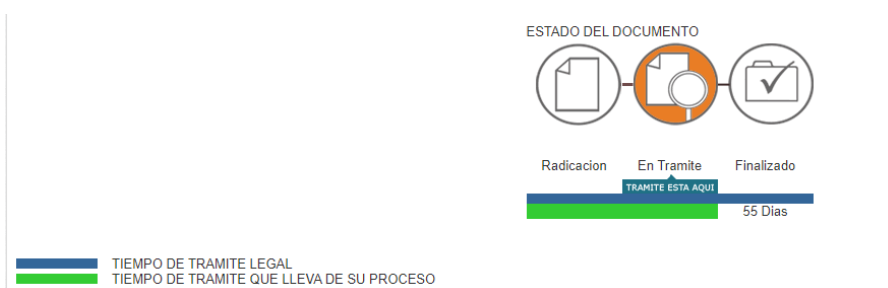 ESTADO DEL DOCUMENTO
Radicacion En Tramite Finalizado
TRAMITE ESTA AQUI
55 Dias
TIEMPO DE TRAMITE LEGAL
TIEMPO DE TRAMITE QUE LLEVA DE SU PROCESO